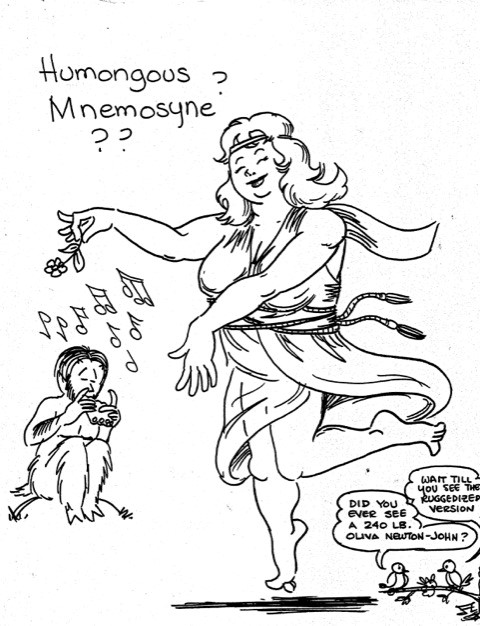 Humongous ?
Mnemosyne
??
DID YOU
EVER SEE
A 240 LB.
OLIVA NEWTON-JOHN?
WAIT TILL
YOU SEE THE
RUGGEDIZED
VERSION